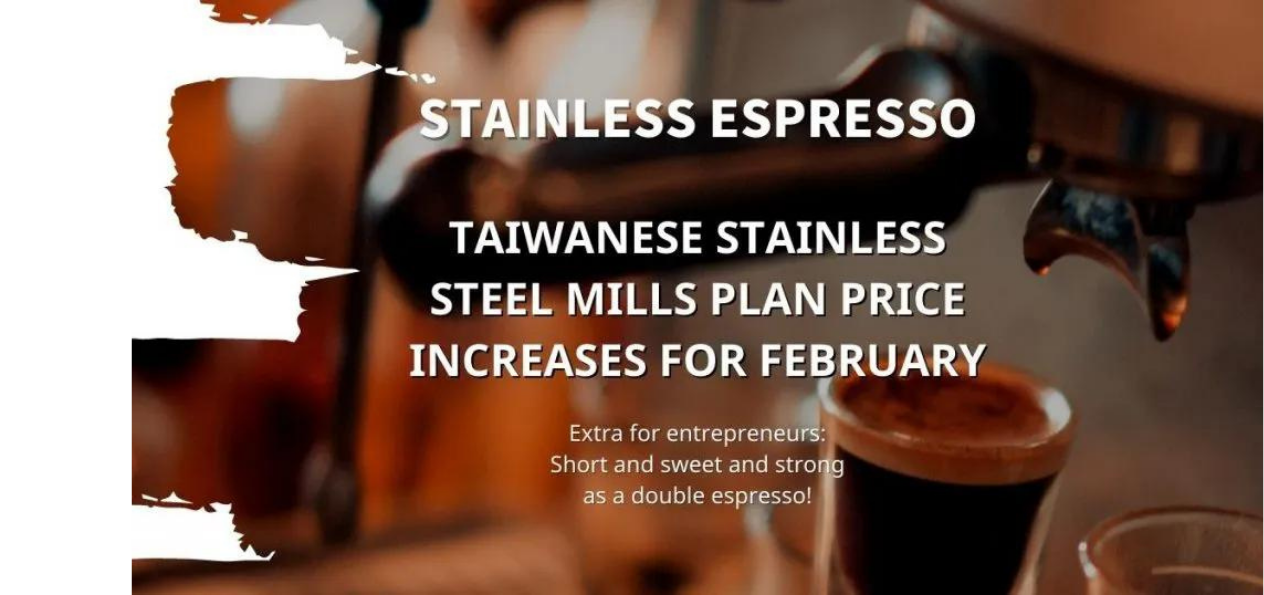 STAINLESS ESPRESSO
TAIWANESE STAINLESS
STEEL MILLS PLAN PRICE
INCREASES FOR FEBRUARY
Extra for entrepreneurs:
Short and sweet and strong
as a double espresso!